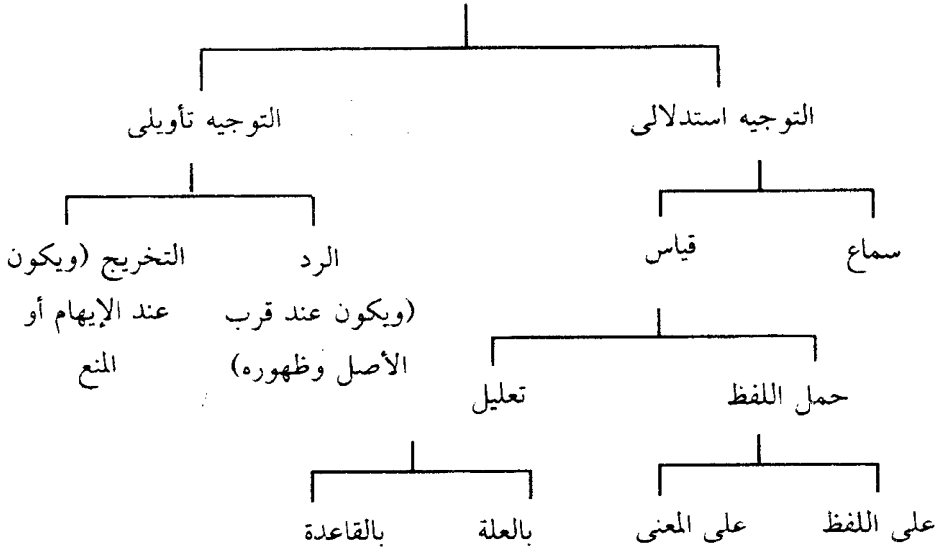 التوجيه استدلالى
التوجيه تأويلى
سماع
قياس
الرد
(ويكون عند قرب
الأصل وظهوره)
التخريج (ويكون
عند الإيهام أو
المنع
حمل اللفظ
تعليل
على اللفظ
على المعنى
بالعلة
بالقاعدة